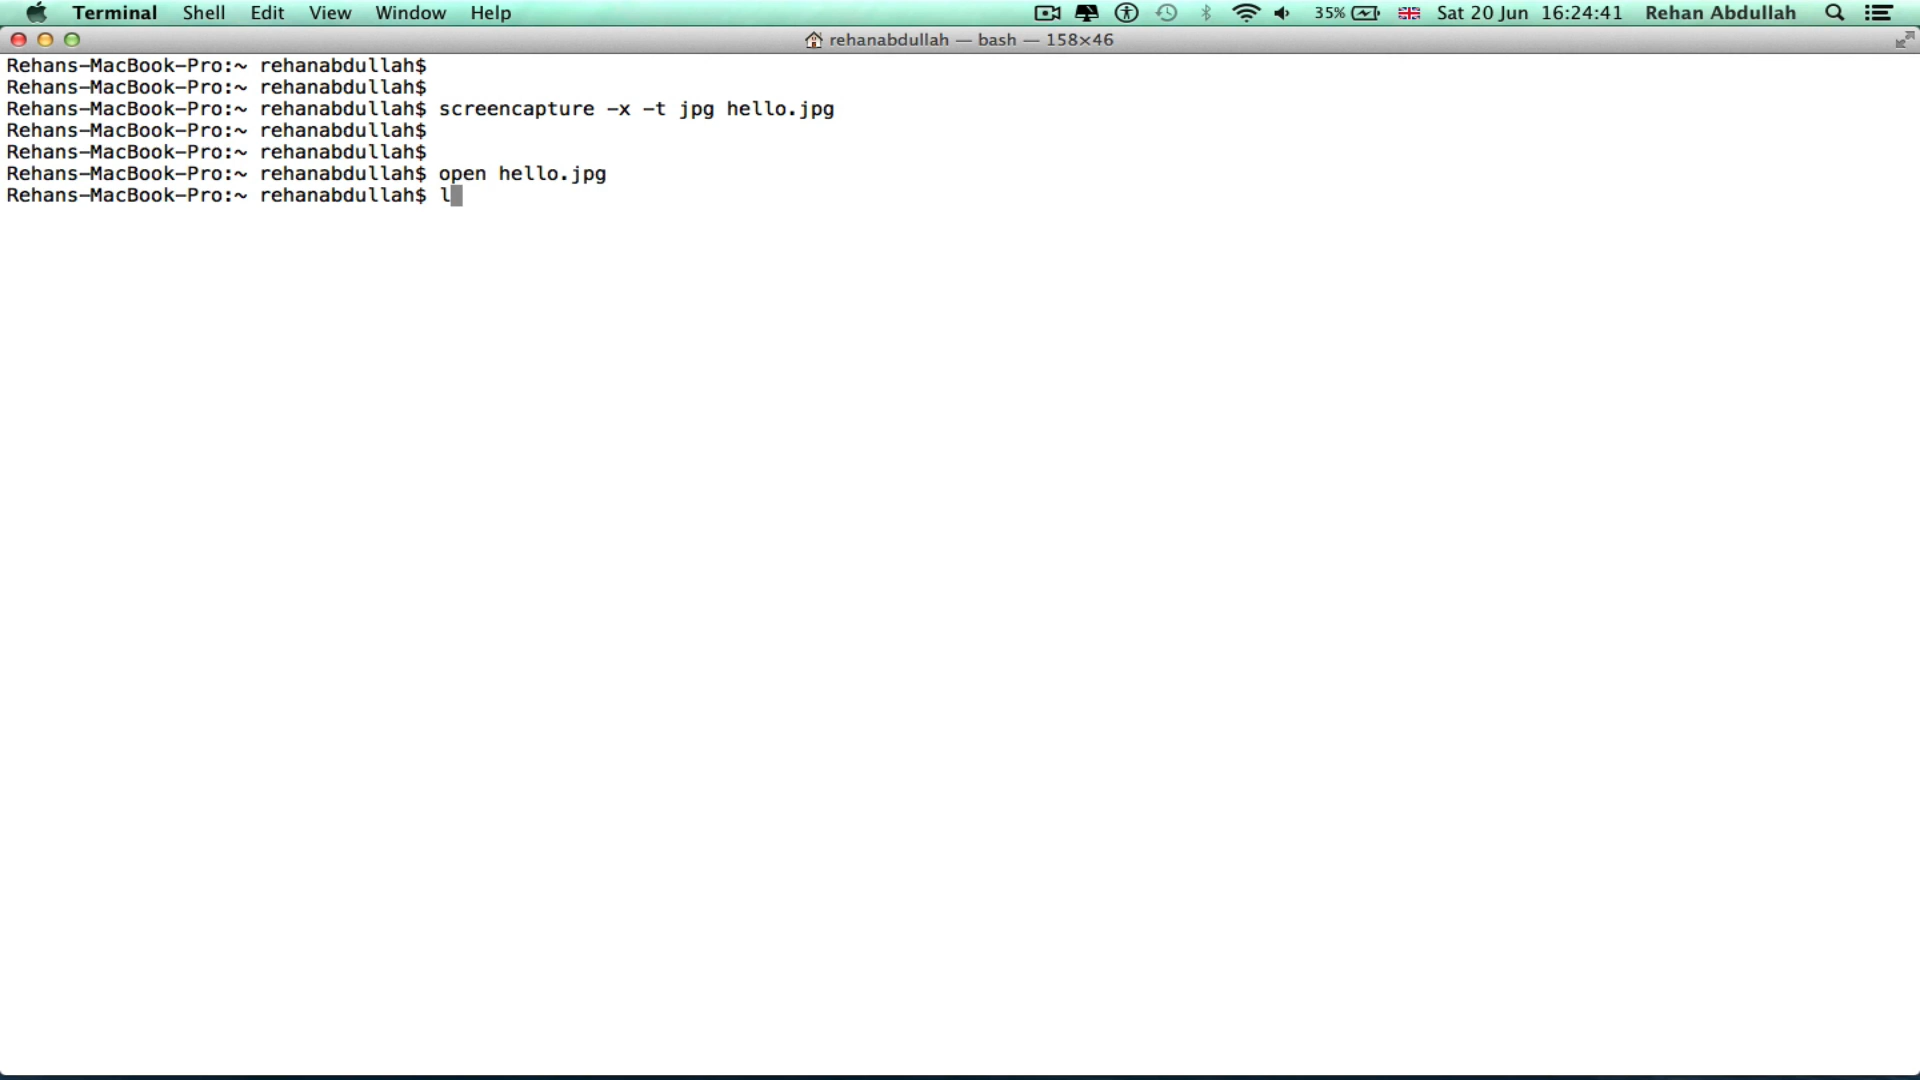 Terminal Shell Edit View Window Help 35% Sat 20 Jun 16:24:41 Rehan Abdullah
rehanabdullah — bash — 158×46
Rehans-MacBook-Pro:~ rehanabdullah$
Rehans-MacBook-Pro:~ rehanabdullah$
Rehans-MacBook-Pro:~ rehanabdullah$ screencapture -x -t jpg hello.jpg
Rehans-MacBook-Pro:~ rehanabdullah$
Rehans-MacBook-Pro:~ rehanabdullah$
Rehans-MacBook-Pro:~ rehanabdullah$ open hello.jpg
Rehans-MacBook-Pro:~ rehanabdullah$ l